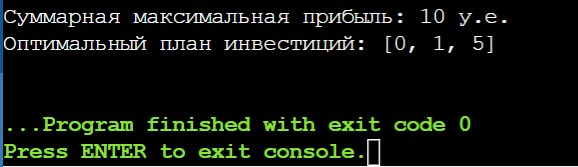 Суммарная максимальная прибыль: 10 у.е.
Оптимальный план инвестиций: [0, 1, 5]
...Program finished with exit code 0
Press ENTER to exit console.